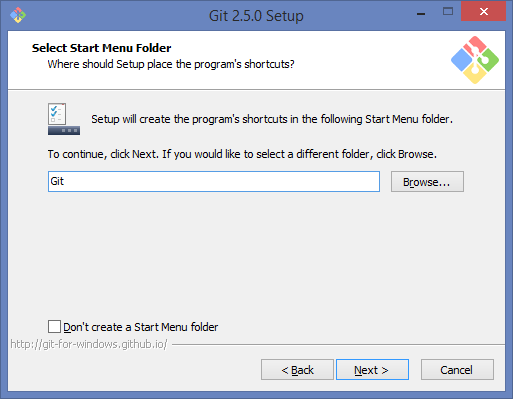 Git 2.5.0 Setup
Select Start Menu Folder
Where should Setup place the program's shortcuts?
Setup will create the program's shortcuts in the following Start Menu folder.
To continue, click Next. If you would like to select a different folder, click Browse.
Git
Browse...
Don't create a Start Menu folder
http://git-for-windows.github.io/
< Back
Next >
Cancel